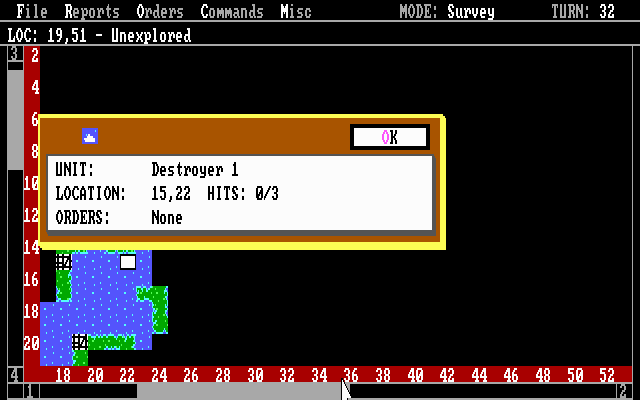 File Reports Orders Commands Misc MODE: Survey TURN: 32
LOC: 19,51 - Unexplored
3 2
4
6
OK
8
UNIT: Destroyer 1
10
LOCATION: 15,22 HITS: 0/3
12
ORDERS: None
14
16
18
20
4 18 20 22 24 26 28 30 32 34 36 38 40 42 44 46 48 50 52
1 2